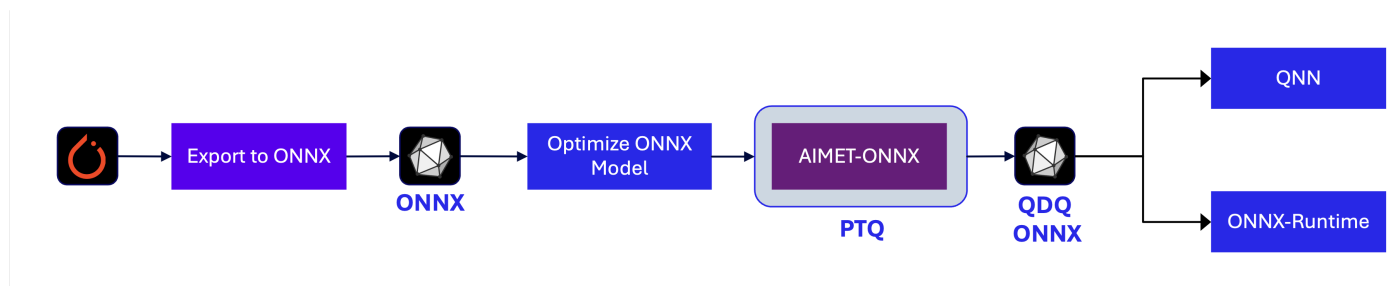 Export to ONNX
ONNX
Optimize ONNX
Model
AIMET-ONNX
PTQ
QDQ
ONNX
QNN
ONNX-Runtime